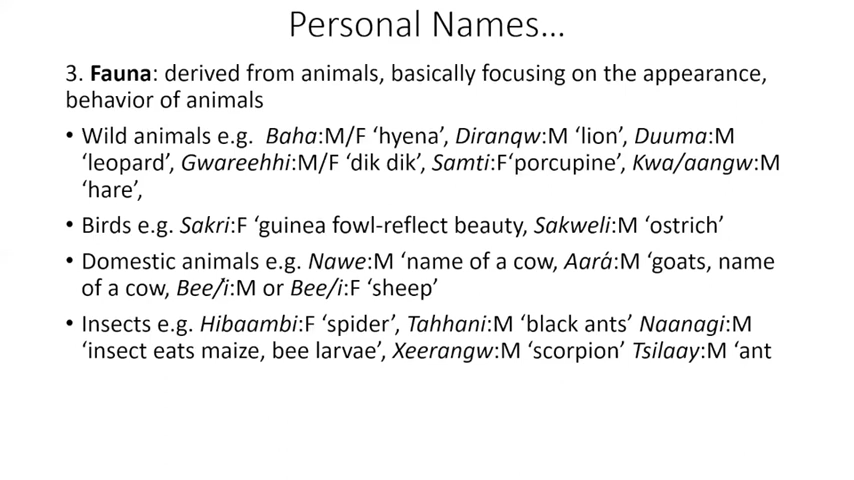 Personal Names…
3. Fauna: derived from animals, basically focusing on the appearance,
behavior of animals
• Wild animals e.g.  Baha:M/F ‘hyena’, Diranqw:M ‘lion’, Duuma:M
‘leopard’, Gwareehhi:M/F ‘dik dik’, Samti:F‘porcupine’, Kwa/aangw:M
‘hare’,
• Birds e.g. Sakri:F ‘guinea fowl-reflect beauty, Sakweli:M ‘ostrich’
• Domestic animals e.g. Nawe:M ‘name of a cow, Aará:M ‘goats, name
of a cow, Bee/í:M or Bee/i:F ‘sheep’
• Insects e.g. Hibaambi:F ‘spider’, Tahhani:M ‘black ants’ Naanagi:M
‘insect eats maize, bee larvae’, Xeerangw:M ‘scorpion’ Tsilaay:M ‘ant